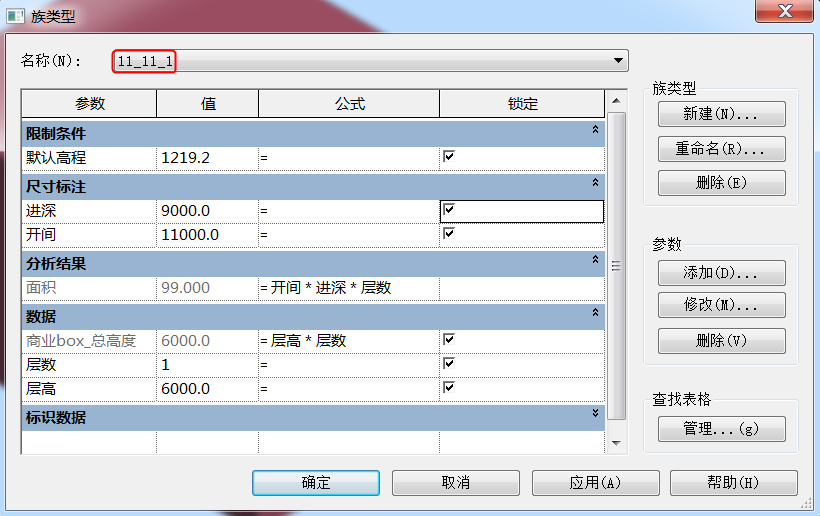 族类型
名称(N): 11_11_1
参数 值 公式 锁定
限制条件
默认高程 1219.2 =
尺寸标注
进深 9000.0 =
开间 11000.0 =
分析结果
面积 99.000 = 开间 * 进深 * 层数
数据
商业box_总高度 6000.0 = 层高 * 层数
层数 1 =
层高 6000.0 =
标识数据
族类型
新建(N)...
重命名(R)...
删除(E)
参数
添加(D)...
修改(M)...
删除(V)
查找表格
管理...(g)
确定 取消 应用(A) 帮助(H)